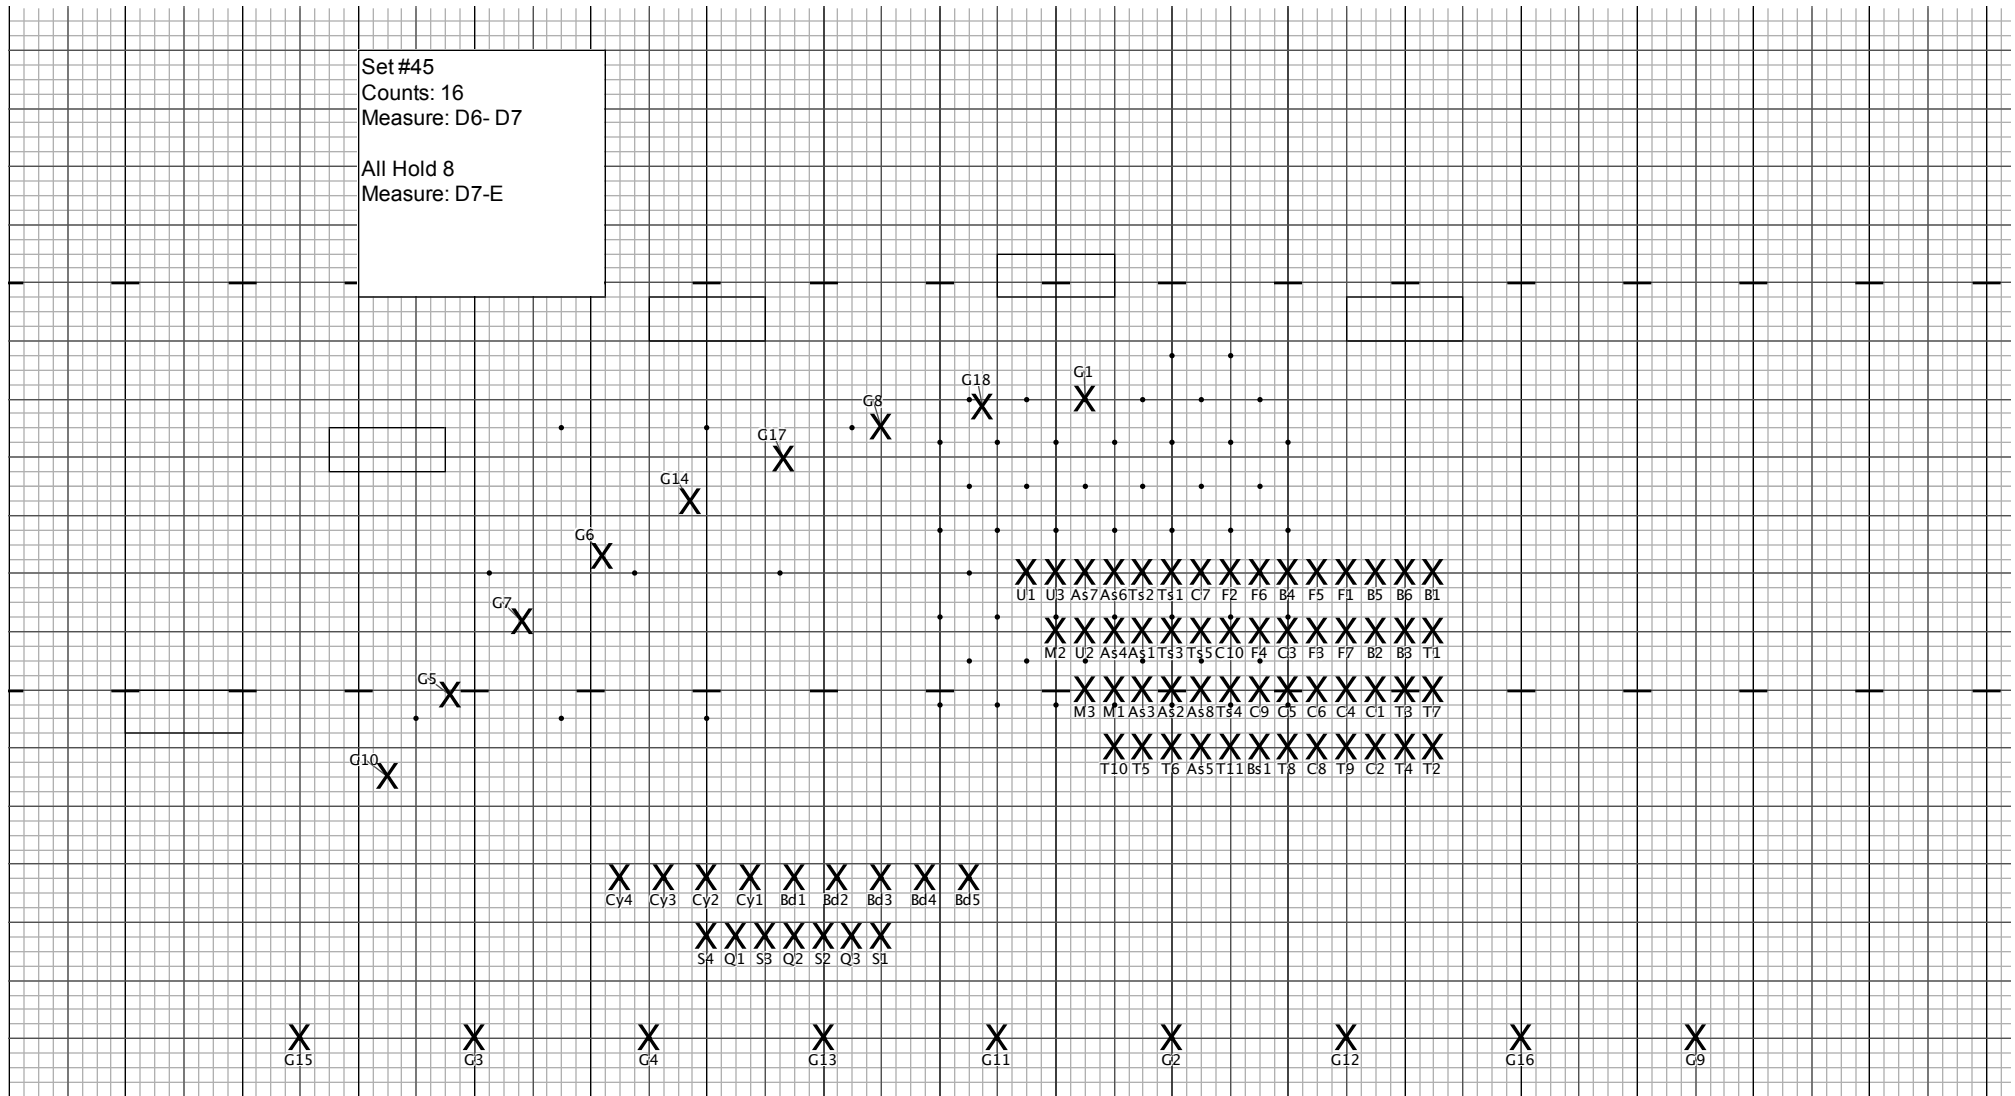 Set #45
Counts: 16
Measure: D6- D7
All Hold 8
Measure: D7-E
G1
G18
G8
G17
G14
G6
U1 U3 As7 As6 Ts2 Ts1 C7 F2 F6 B4 F5 F1 B5 B6 B1
G7
M2 U2 As4 As1 Ts3 Ts5 C10 F4 C3 F3 F7 B2 B3 T1
G5
M3 M1 As3 As2 As8 Ts4 C9 C5 C6 C4 C1 T3 T7
G10
T10 T5 T6 As5 T11 Bs1 T8 C8 T9 C2 T4 T2
Cy4 Cy3 Cy2 Cy1 Bd1 Bd2 Bd3 Bd4 Bd5
S4 Q1 S3 Q2 S2 Q3 S1
G15 G3 G4 G13 G11 G2 G12 G16 G9